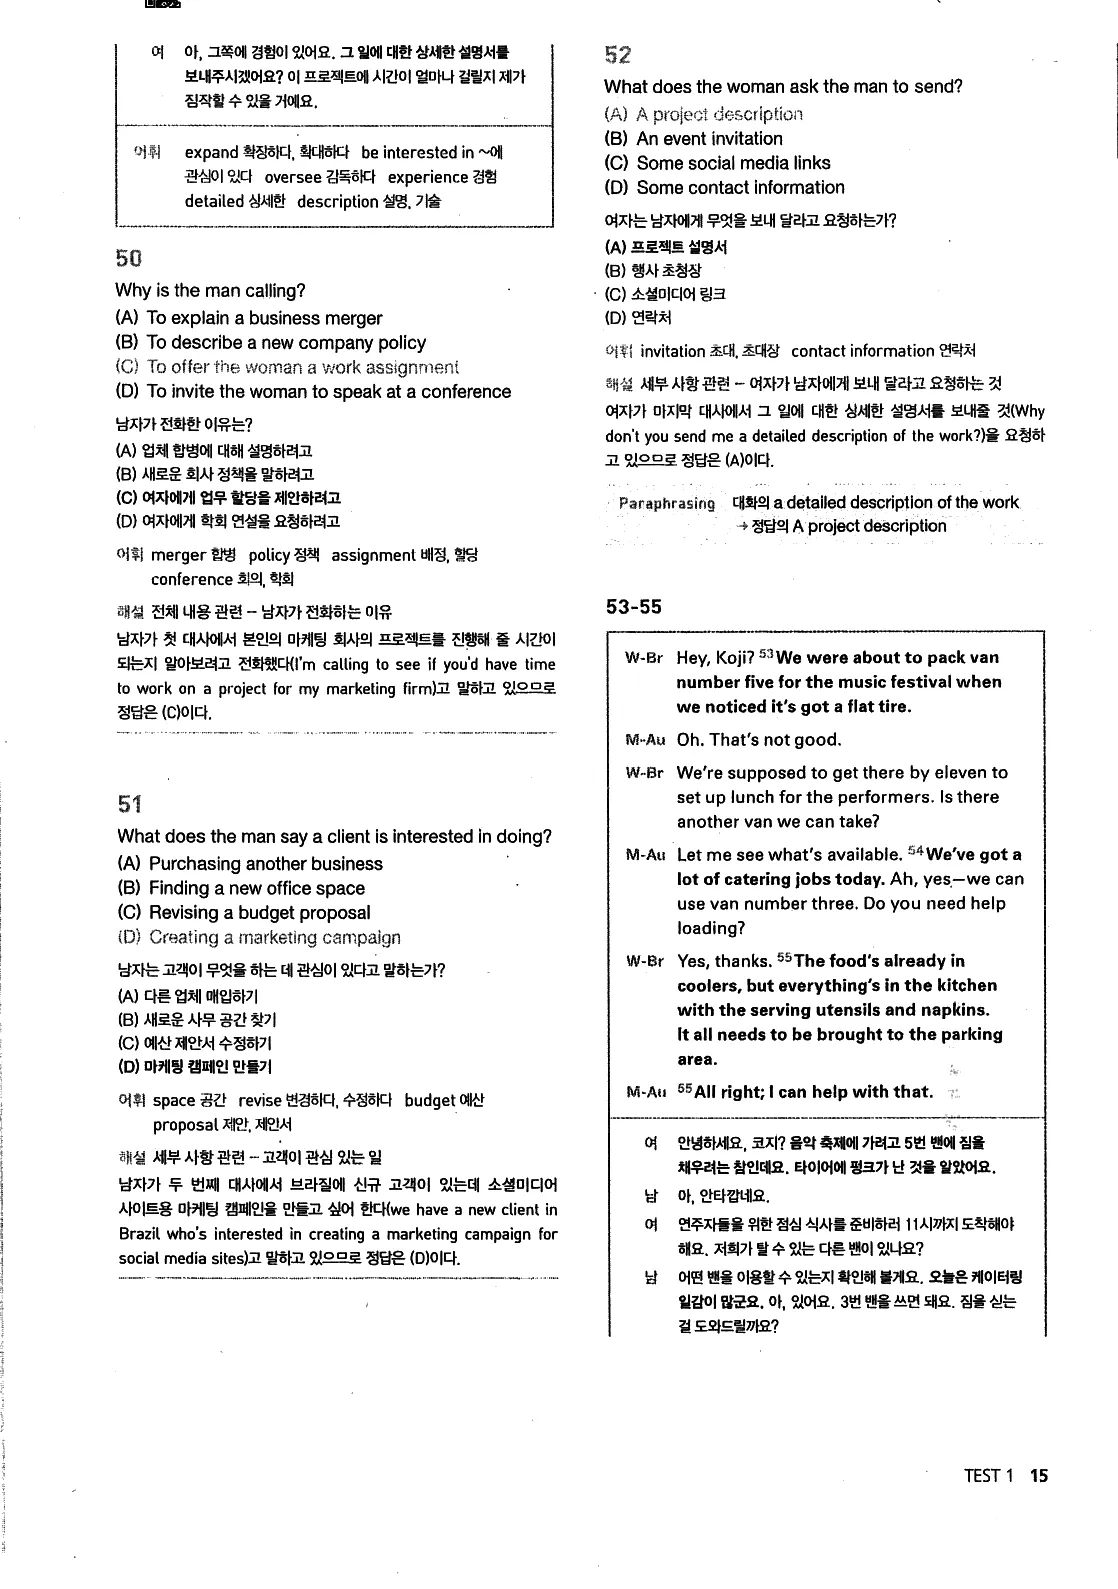 여 아, 그쪽에 경험이 있어요. 그 일에 대한 상세한 설명서를
보내주시겠어요? 이 프로젝트에 시간이 얼마나 걸릴지 제가
짐작할 수 있을 거예요.
어휘 expand 확장하다, 확대하다 be interested in ~에
관심이 있다 oversee 감독하다 experience 경험
detailed 상세한 description 설명, 기술
50
Why is the man calling?
(A) To explain a business merger
(B) To describe a new company policy
(C) To offer the woman a work assignment
(D) To invite the woman to speak at a conference
남자가 전화한 이유는?
(A) 업체 합병에 대해 설명하려고
(B) 새로운 회사 정책을 말하려고
(C) 여자에게 업무 할당을 제안하려고
(D) 여자에게 학회 연설을 요청하려고
어휘 merger 합병 policy 정책 assignment 배정, 할당
conference 회의, 학회
해설 전체 내용 관련 – 남자가 전화하는 이유
남자가 첫 대사에서 본인의 마케팅 회사의 프로젝트를 진행해 줄 시간이
되는지 알아보려고 전화했다(I'm calling to see if you'd have time
to work on a project for my marketing firm)고 말하고 있으므로
정답은 (C)이다.
51
What does the man say a client is interested in doing?
(A) Purchasing another business
(B) Finding a new office space
(C) Revising a budget proposal
(D) Creating a marketing campaign
남자는 고객이 무엇을 하는 데 관심이 있다고 말하는가?
(A) 다른 업체 매입하기
(B) 새로운 사무 공간 찾기
(C) 예산 제안서 수정하기
(D) 마케팅 캠페인 만들기
어휘 space 공간 revise 변경하다, 수정하다 budget 예산
proposal 제안, 제안서
해설 세부 사항 관련 – 고객이 관심 있는 일
남자가 두 번째 대사에서 브라질에 신규 고객이 있는데 소셜미디어
사이트용 마케팅 캠페인을 만들고 싶어 한다(we have a new client in
Brazil who's interested in creating a marketing campaign for
social media sites)고 말하고 있으므로 정답은 (D)이다.
52
What does the woman ask the man to send?
(A) A project description
(B) An event invitation
(C) Some social media links
(D) Some contact information
여자는 남자에게 무엇을 보내 달라고 요청하는가?
(A) 프로젝트 설명서
(B) 행사 초청장
(C) 소셜미디어 링크
(D) 연락처
어휘 invitation 초대, 초대장 contact information 연락처
해설 세부 사항 관련 – 여자가 남자에게 보내 달라고 요청하는 것
여자가 마지막 대사에서 그 일에 대한 상세한 설명서를 보내줄 것(Why
don't you send me a detailed description of the work?)을 요청하
고 있으므로 정답은 (A)이다.
Paraphrasing 대화의 a detailed description of the work
→ 정답의 A project description
53-55
W-Br Hey, Koji? 53We were about to pack van
number five for the music festival when
we noticed it's got a flat tire.
M-Au Oh. That's not good.
W-Br We're supposed to get there by eleven to
set up lunch for the performers. Is there
another van we can take?
M-Au Let me see what's available. 54We've got a
lot of catering jobs today. Ah, yes—we can
use van number three. Do you need help
loading?
W-Br Yes, thanks. 55The food's already in
coolers, but everything's in the kitchen
with the serving utensils and napkins.
It all needs to be brought to the parking
area.
M-Au 55All right; I can help with that.
여 안녕하세요, 코지? 음악 축제에 가려고 5번 밴에 짐을
채우려는 참인데요. 타이어에 펑크가 난 것을 알았어요.
남 아, 안타깝네요.
여 연주자들을 위한 점심 식사를 준비하러 11시까지 도착해야
해요. 저희가 탈 수 있는 다른 밴이 있나요?
남 어떤 밴을 이용할 수 있는지 확인해 볼게요. 오늘은 케이터링
일감이 많군요. 아, 있어요. 3번 밴을 쓰면 돼요. 짐을 싣는
걸 도와드릴까요?
TEST 1 15